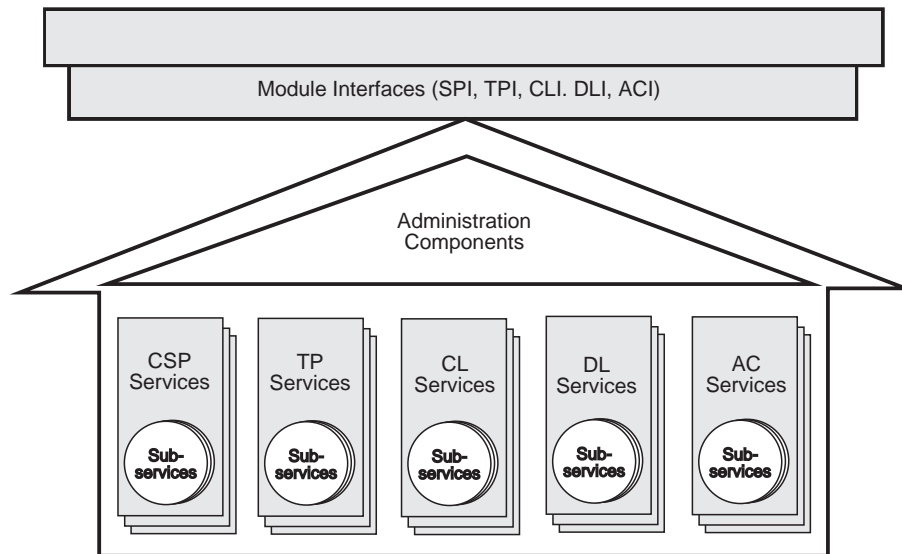 Module Interfaces (SPI, TPI, CLI. DLI, ACI)
Administration
Components
CSP
Services
TP
Services
CL
Services
DL
Services
AC
Services
Sub-
services
Sub-
services
Sub-
services
Sub-
services
Sub-
services